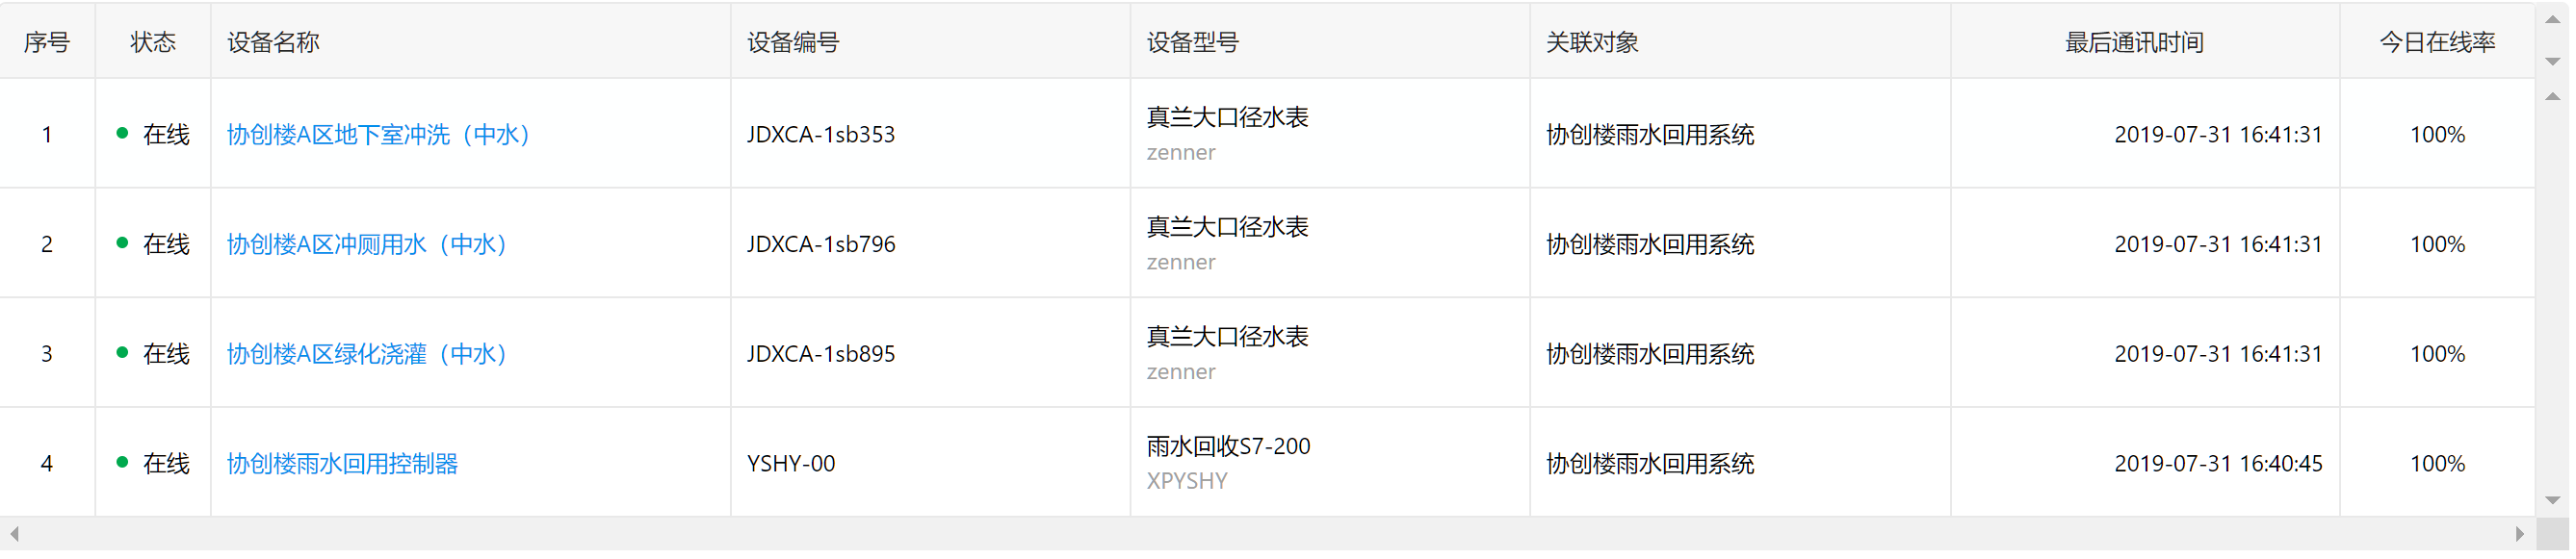 序号 状态 设备名称 设备编号 设备型号 关联对象 最后通讯时间 今日在线率
1 在线 协创楼A区地下室冲洗（中水） JDXCA-1sb353 真兰大口径水表 协创楼雨水回用系统 2019-07-31 16:41:31 100%
zenner
2 在线 协创楼A区冲厕用水（中水） JDXCA-1sb796 真兰大口径水表 协创楼雨水回用系统 2019-07-31 16:41:31 100%
zenner
3 在线 协创楼A区绿化浇灌（中水） JDXCA-1sb895 真兰大口径水表 协创楼雨水回用系统 2019-07-31 16:41:31 100%
zenner
4 在线 协创楼雨水回用控制器 YSHY-00 雨水回收S7-200 协创楼雨水回用系统 2019-07-31 16:40:45 100%
XPYSHY